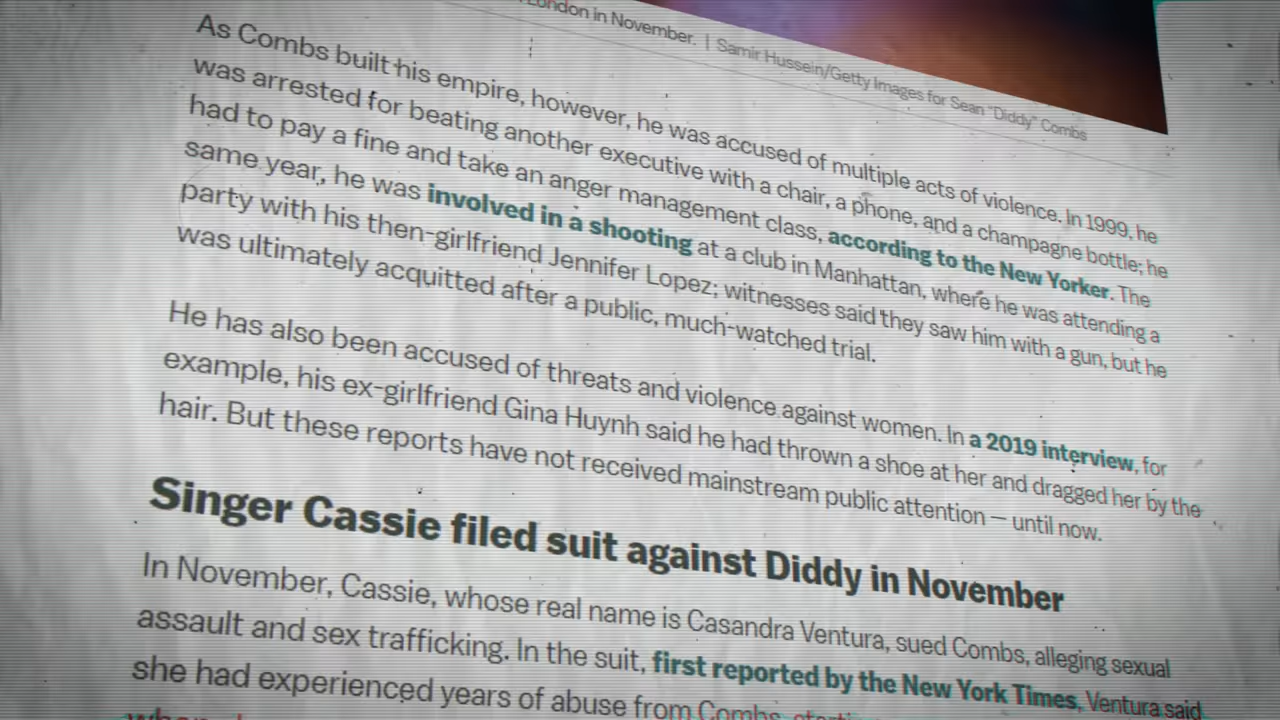 London in November. | Samir Hussein/Getty Images for Sean "Diddy" Combs
As Combs built his empire, however, he was accused of multiple acts of violence. In 1999, he
was arrested for beating another executive with a chair, a phone, and a champagne bottle; he
had to pay a fine and take an anger management class, according to the New Yorker. The
same year, he was involved in a shooting at a club in Manhattan, where he was attending a
party with his then-girlfriend Jennifer Lopez; witnesses said they saw him with a gun, but he
was ultimately acquitted after a public, much-watched trial.
He has also been accused of threats and violence against women. In a 2019 interview, for
example, his ex-girlfriend Gina Huynh said he had thrown a shoe at her and dragged her by the
hair. But these reports have not received mainstream public attention — until now.
Singer Cassie filed suit against Diddy in November
In November, Cassie, whose real name is Casandra Ventura, sued Combs, alleging sexual
assault and sex trafficking. In the suit, first reported by the New York Times, Ventura said
she had experienced years of abuse from Combs,